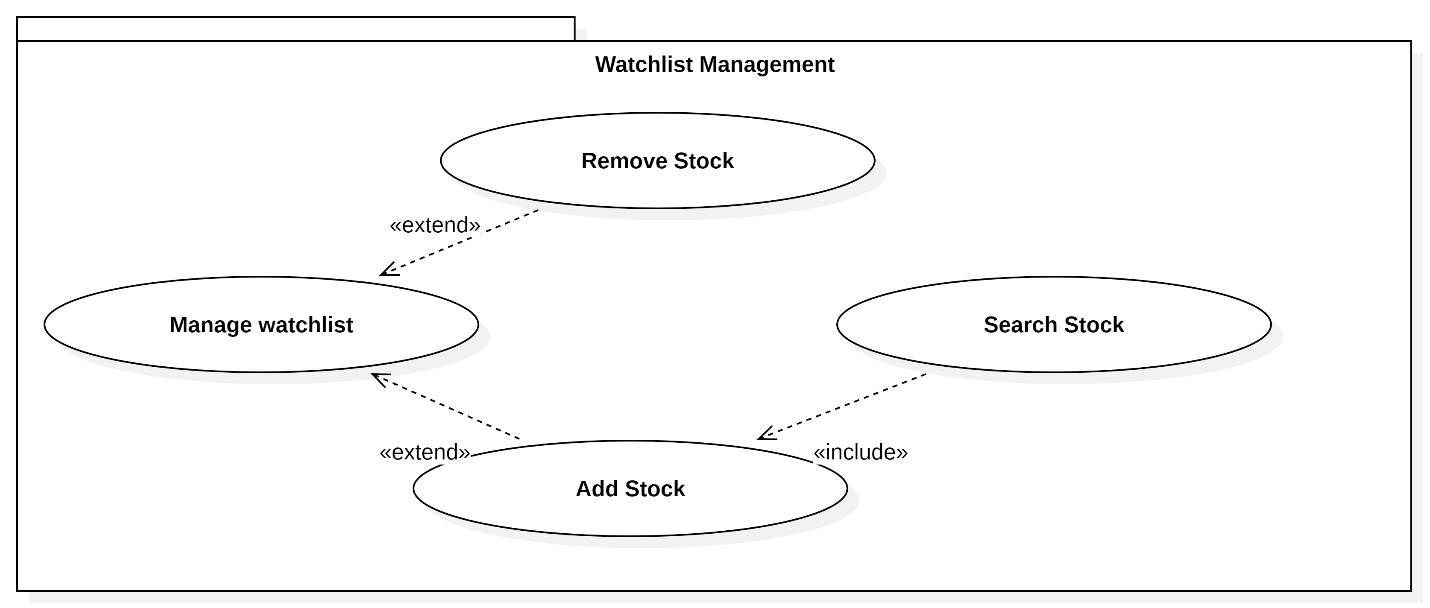 Watchlist Management
Remove Stock
«extend»
Manage watchlist
Search Stock
«extend»
«include»
Add Stock